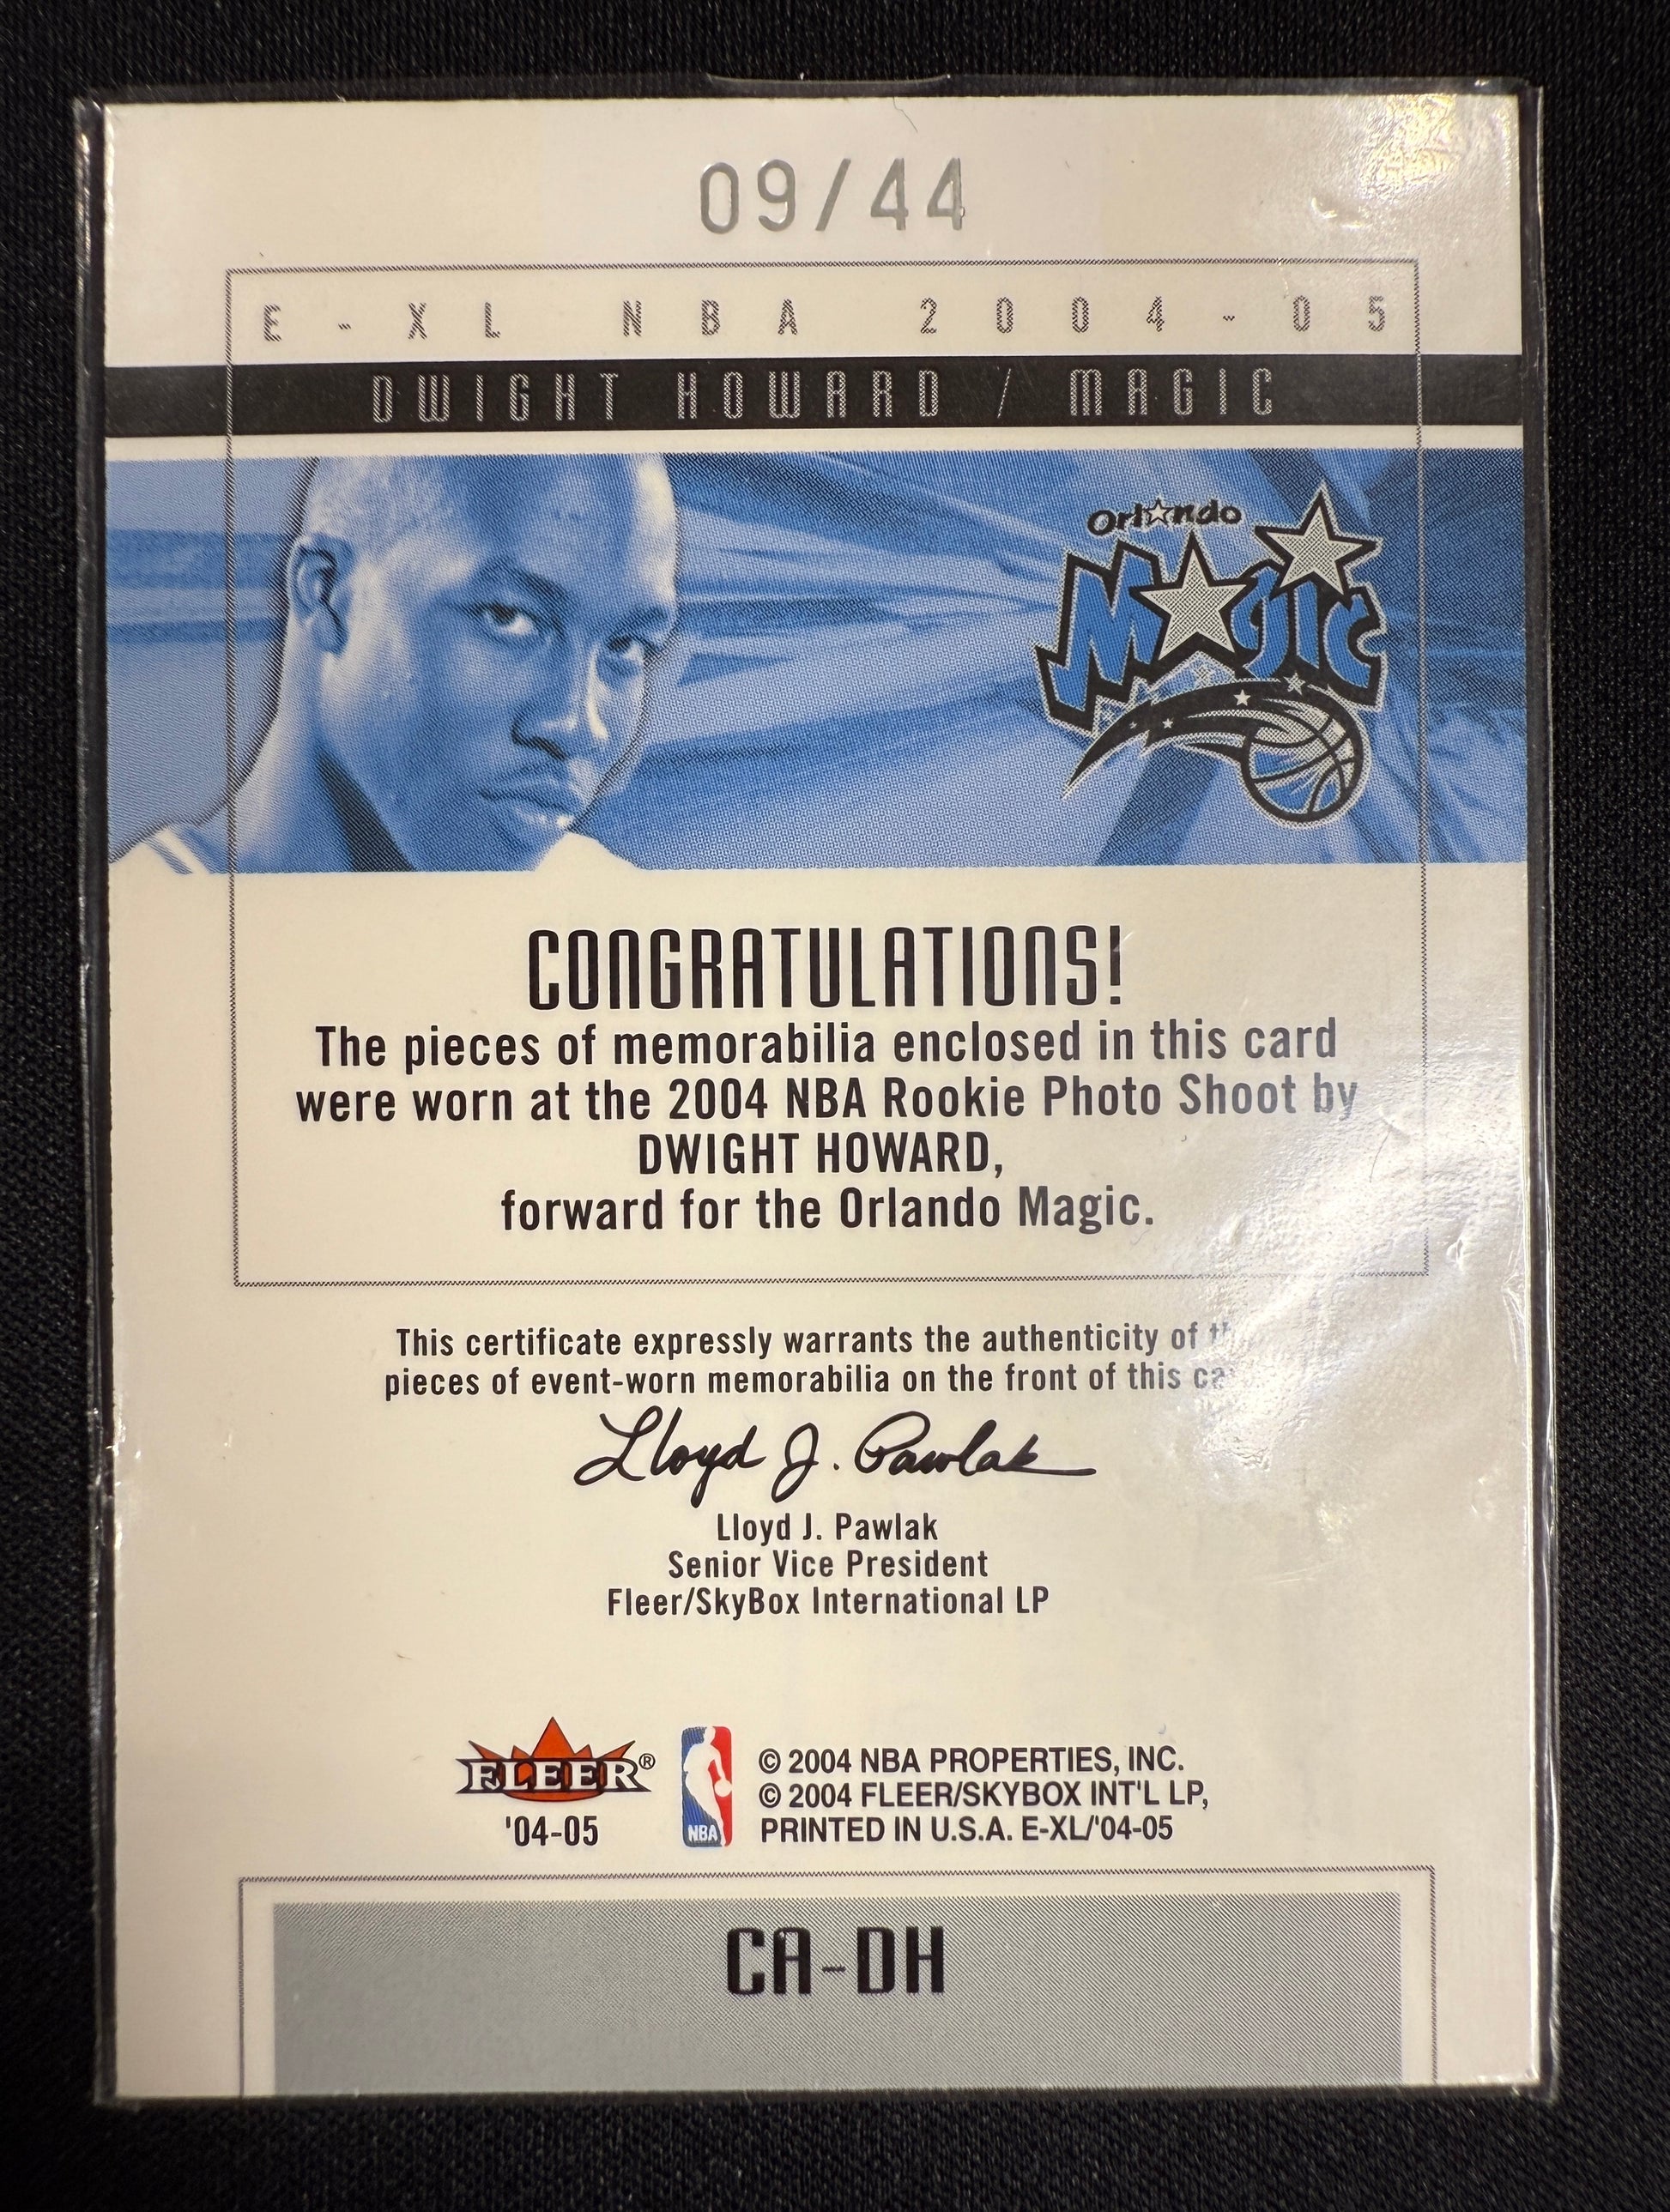 09/44
E-XL NBA 2004-05
DWIGHT HOWARD / MAGIC
Orlando
Magic
CONGRATULATIONS!
The pieces of memorabilia enclosed in this card
were worn at the 2004 NBA Rookie Photo Shoot by
DWIGHT HOWARD,
forward for the Orlando Magic.
This certificate expressly warrants the authenticity of
pieces of event-worn memorabilia on the front of this
Lloyd J. Pawlak
Lloyd J. Pawlak
Senior Vice President
Fleer/SkyBox International LP
FLEER®
'04-05
NBA
© 2004 NBA PROPERTIES, INC.
© 2004 FLEER/SKYBOX INT'L LP,
PRINTED IN U.S.A. E-XL/'04-05
CA-DH